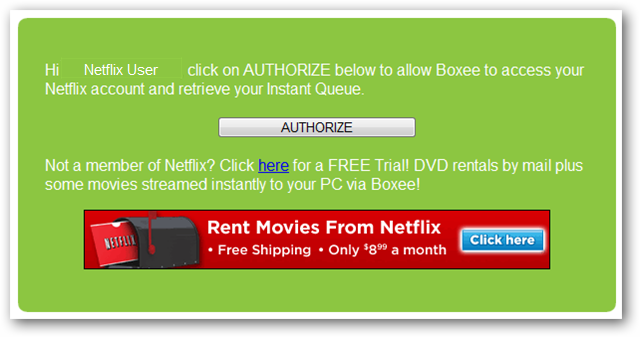 Hi Netflix User click on AUTHORIZE below to allow Boxee to access your
Netflix account and retrieve your Instant Queue.
AUTHORIZE
Not a member of Netflix? Click here for a FREE Trial! DVD rentals by mail plus
some movies streamed instantly to your PC via Boxee!
NETFLIX
Rent Movies From Netflix
• Free Shipping • Only $8⁹⁹ a month
Click here